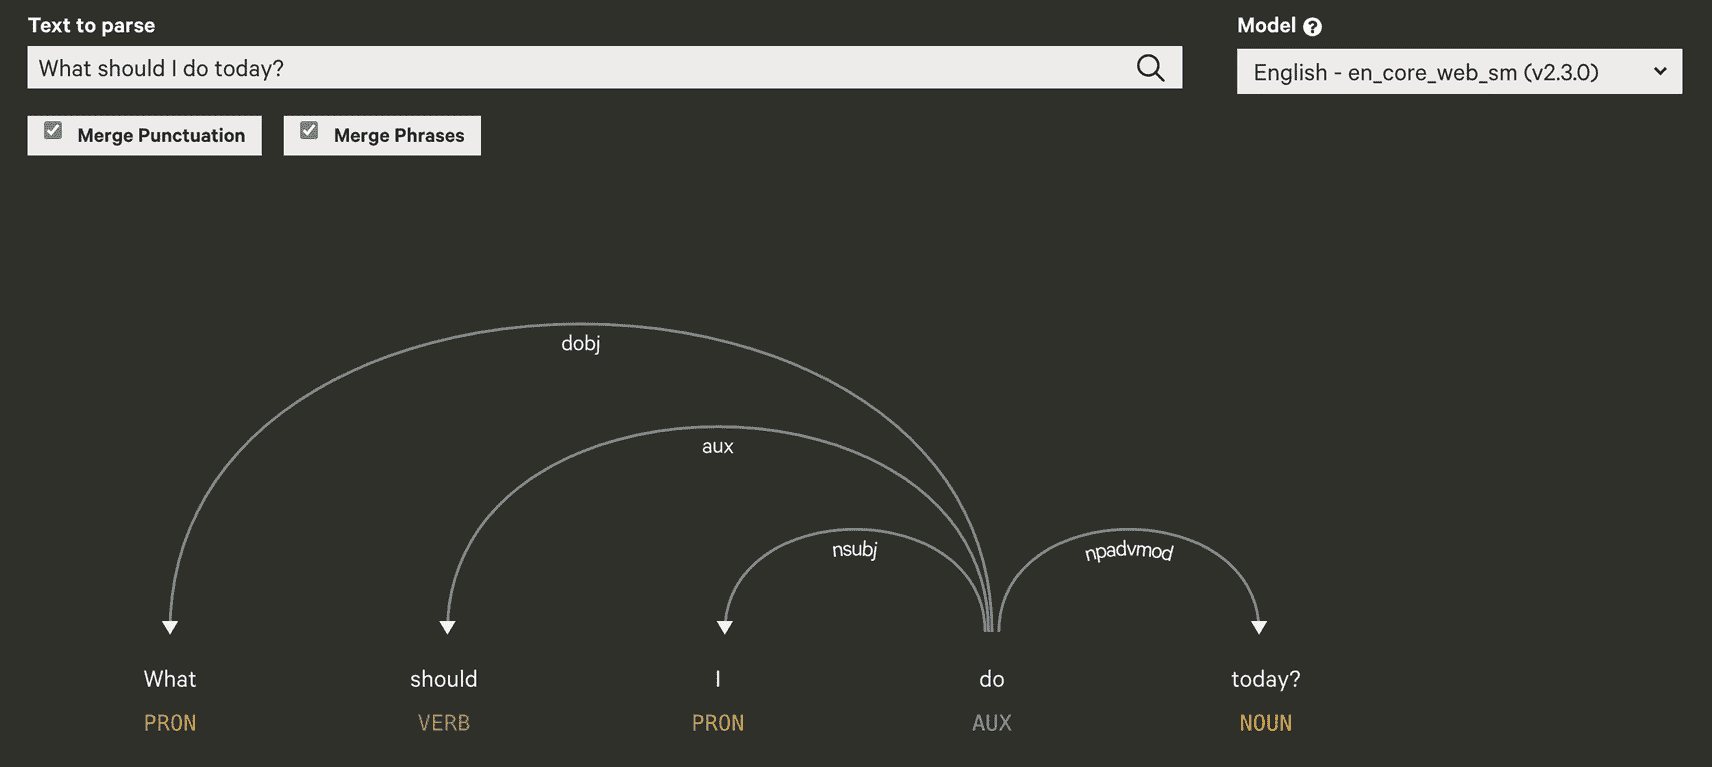 Text to parse
Model ?
What should I do today?
English - en_core_web_sm (v2.3.0)
Merge Punctuation
Merge Phrases
dobj
aux
nsubj
npadvmod
What should I do today?
PRON VERB PRON AUX NOUN